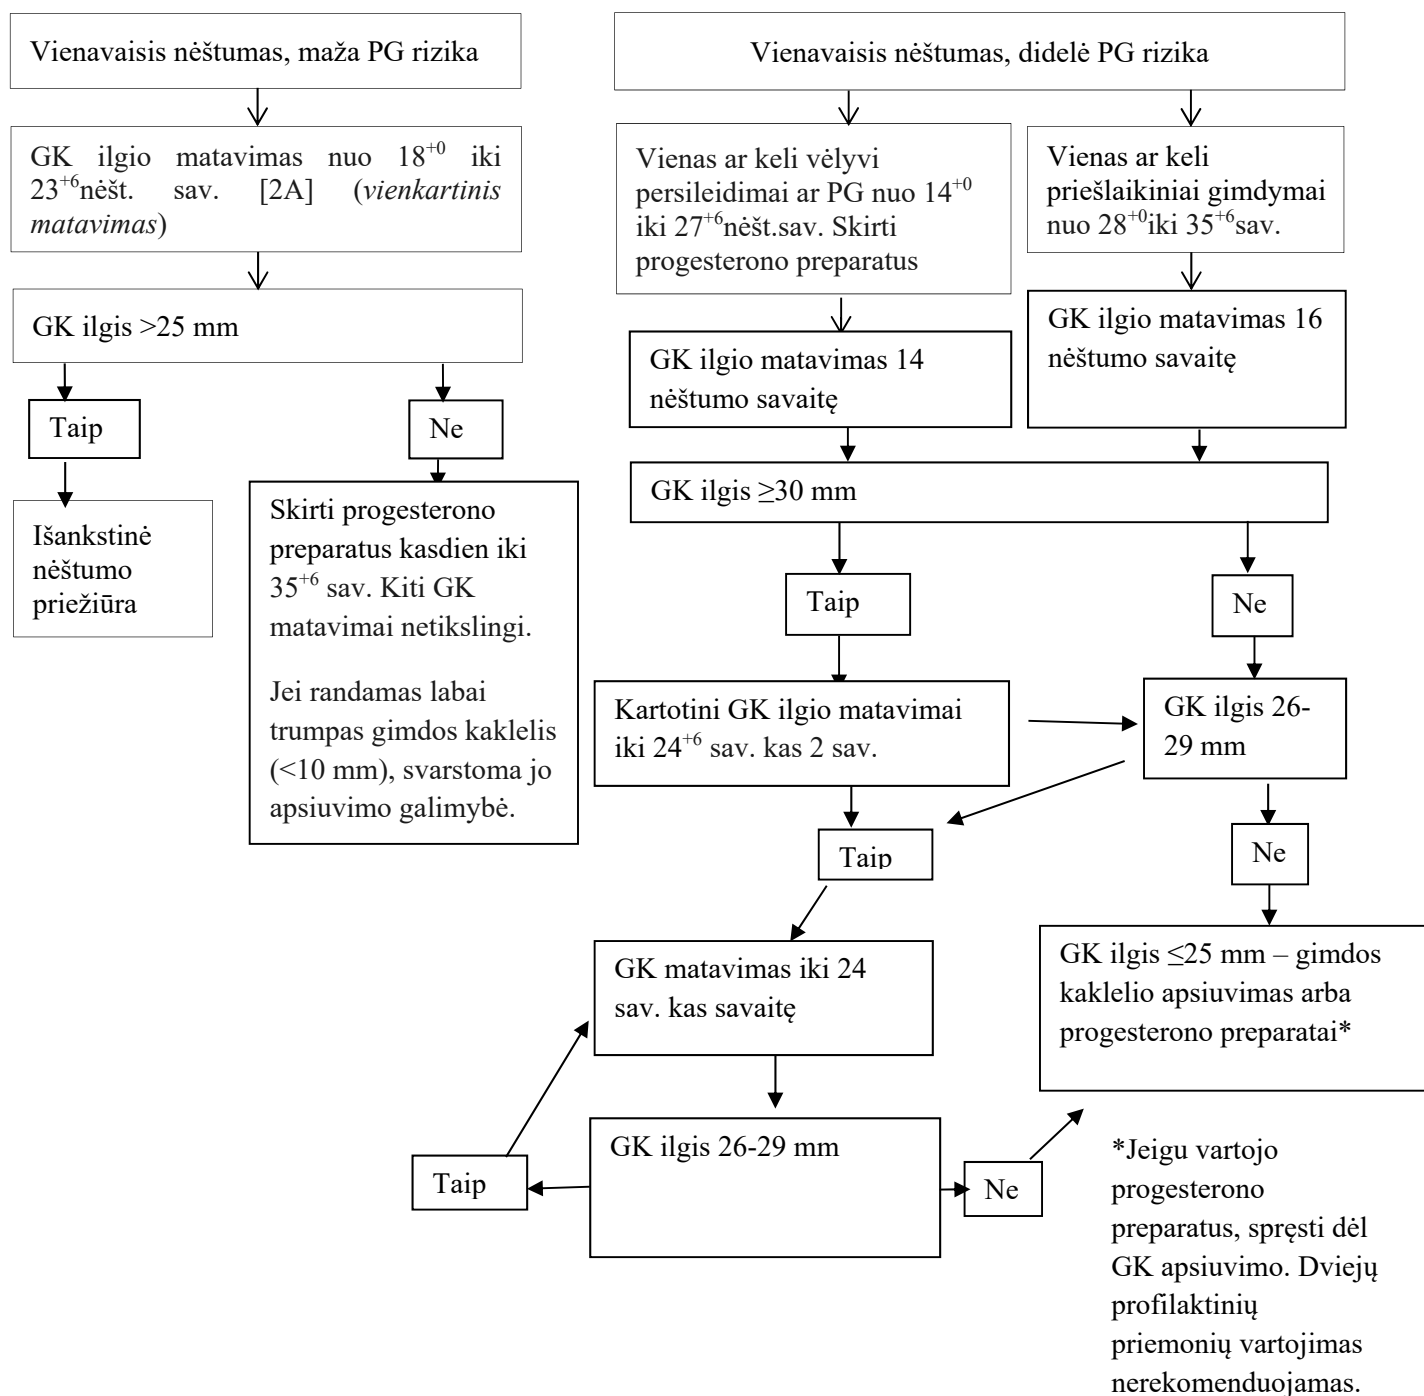 Vienavaisis nėštumas, maža PG rizika
GK ilgio matavimas nuo 18⁺⁰ iki
23⁺⁶nėšt. sav. [2A] (vienkartinis
matavimas)
GK ilgis >25 mm
Taip
Ne
Išankstinė
nėštumo
priežiūra
Skirti progesterono
preparatus kasdien iki
35⁺⁶ sav. Kiti GK
matavimai netikslingi.
Jei randamas labai
trumpas gimdos kaklelis
(<10 mm), svarstoma jo
apsiuvimo galimybė.
Vienavaisis nėštumas, didelė PG rizika
Vienas ar keli vėlyvi
persileidimai ar PG nuo 14⁺⁰
iki 27⁺⁶nėšt.sav. Skirti
progesterono preparatus
Vienas ar keli
priešlaikiniai gimdymai
nuo 28⁺⁰iki 35⁺⁶sav.
GK ilgio matavimas 14
nėštumo savaitę
GK ilgio matavimas 16
nėštumo savaitę
GK ilgis ≥30 mm
Taip
Ne
Kartotini GK ilgio matavimai
iki 24⁺⁶ sav. kas 2 sav.
GK ilgis 26-
29 mm
Taip
Ne
GK matavimas iki 24
sav. kas savaitę
GK ilgis ≤25 mm – gimdos
kaklelio apsiuvimas arba
progesterono preparatai*
GK ilgis 26-29 mm
Taip
Ne
*Jeigu vartojo
progesterono
preparatus, spręsti dėl
GK apsiuvimo. Dviejų
profilaktinių
priemonių vartojimas
nerekomenduojamas.